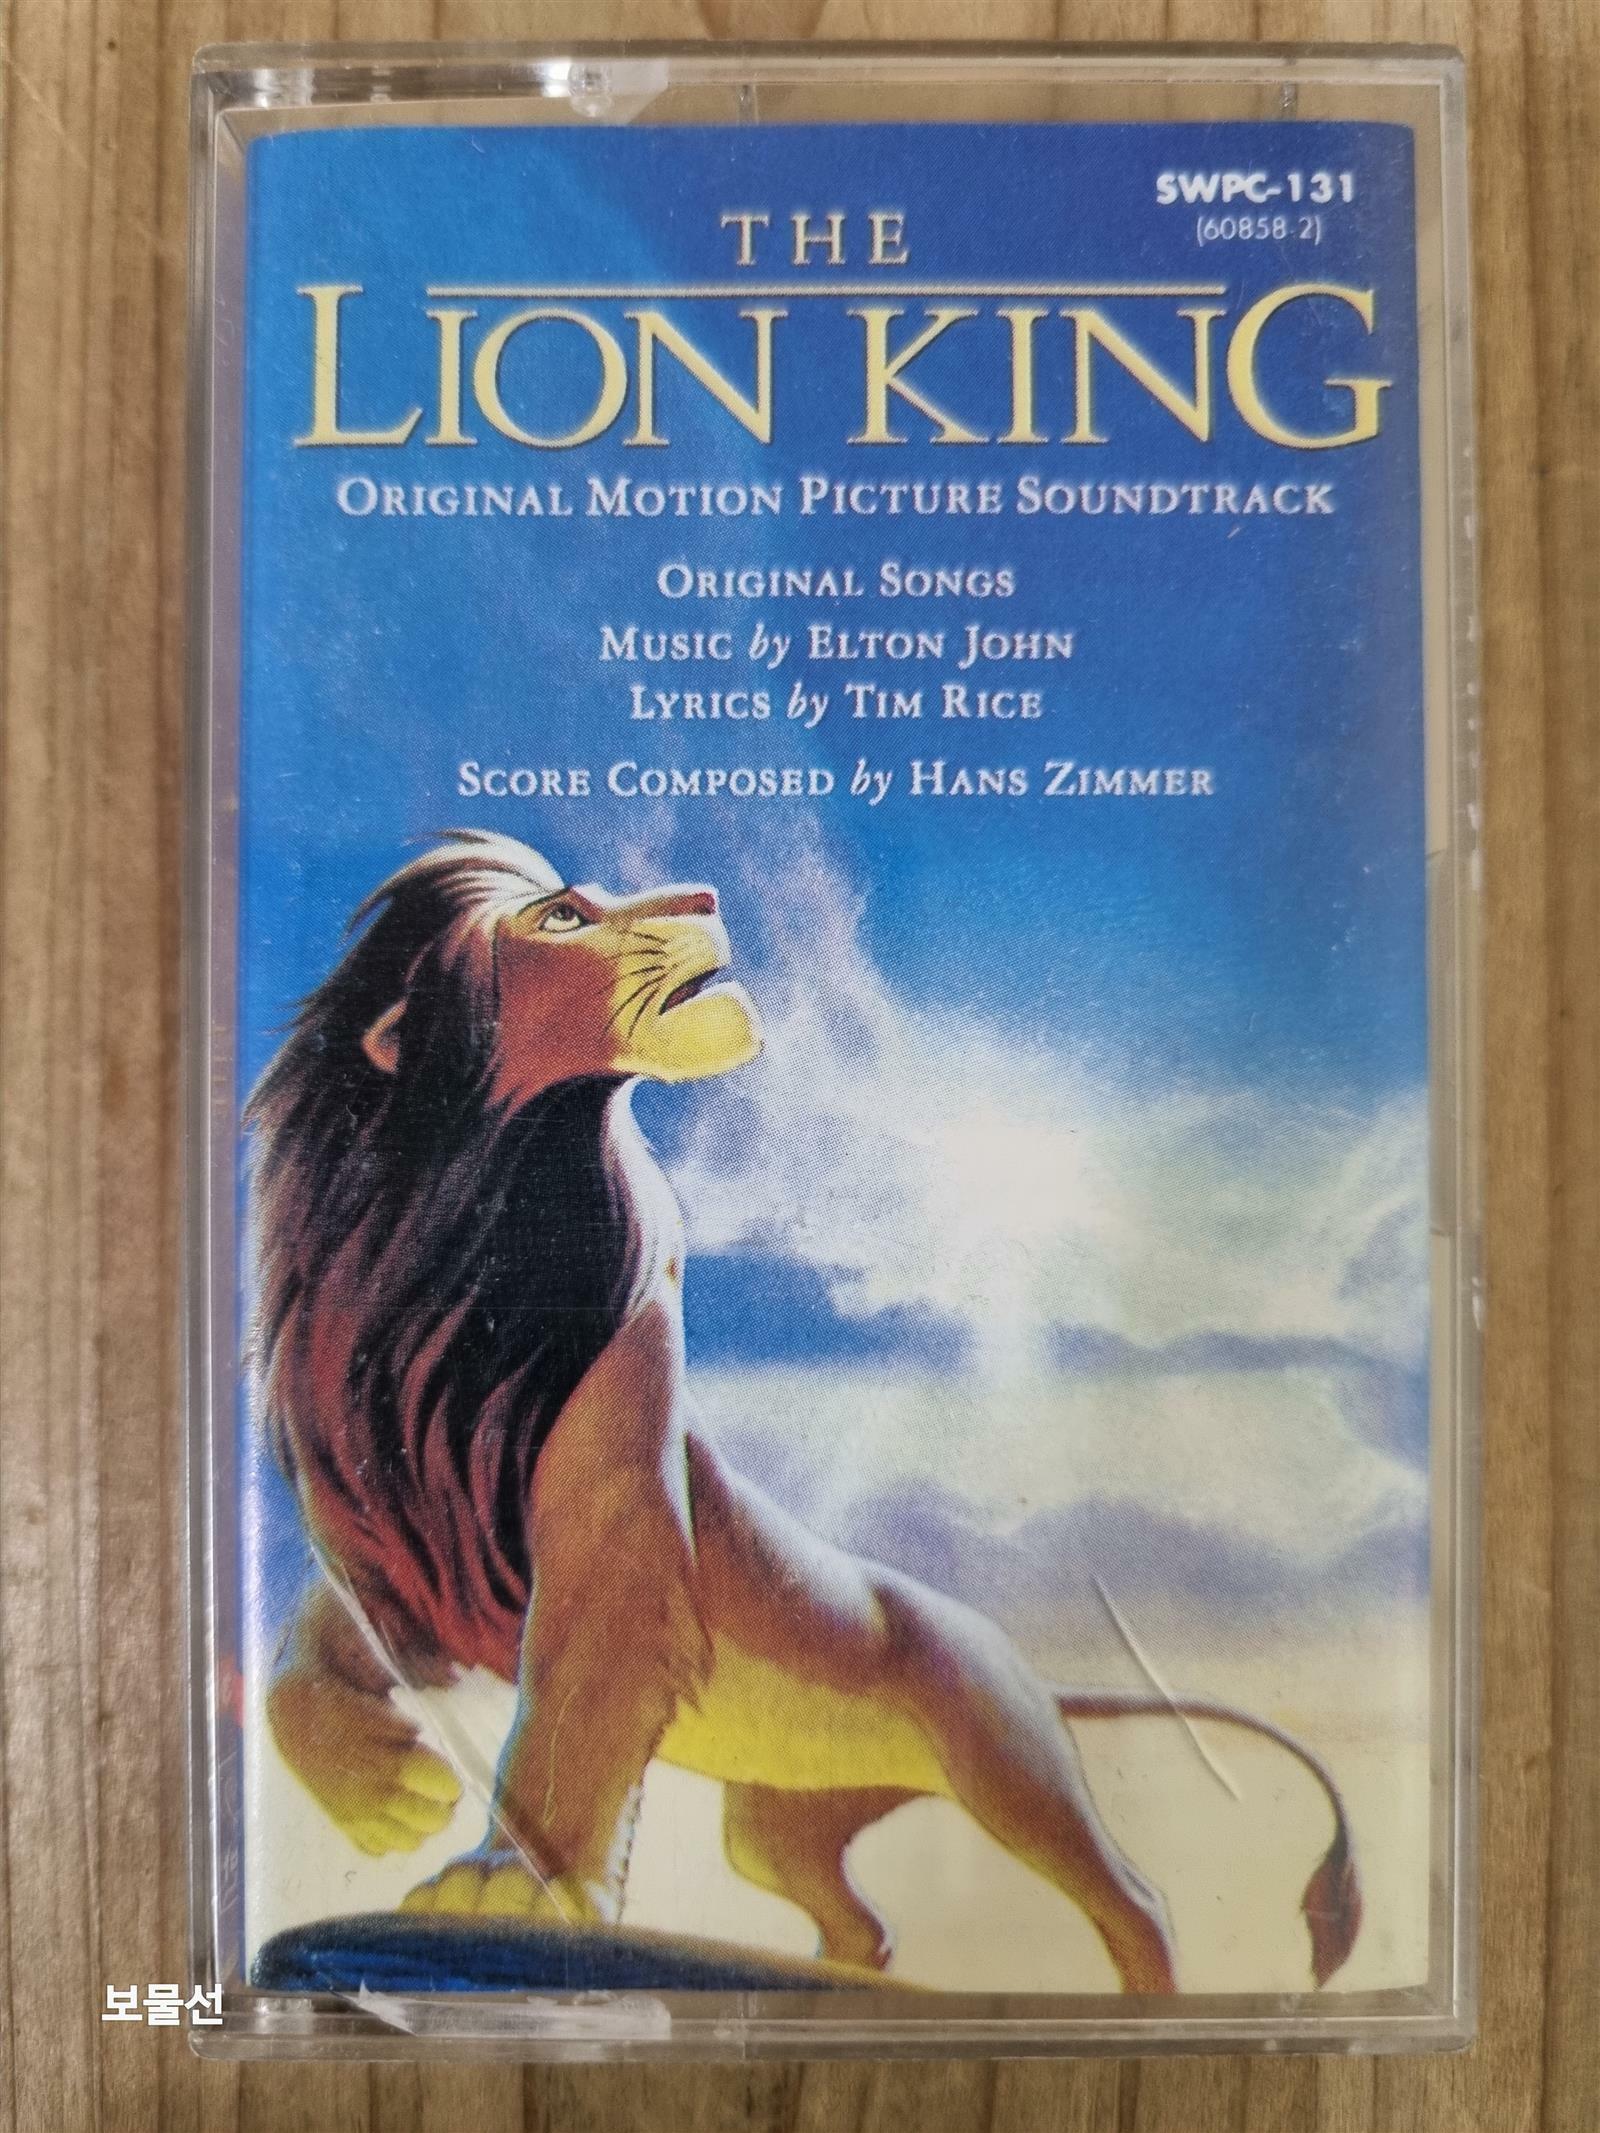 SWPC-131
(60858-2)
THE
LION KING
ORIGINAL MOTION PICTURE SOUNDTRACK
ORIGINAL SONGS
MUSIC by ELTON JOHN
LYRICS by TIM RICE
SCORE COMPOSED by HANS ZIMMER
보물선